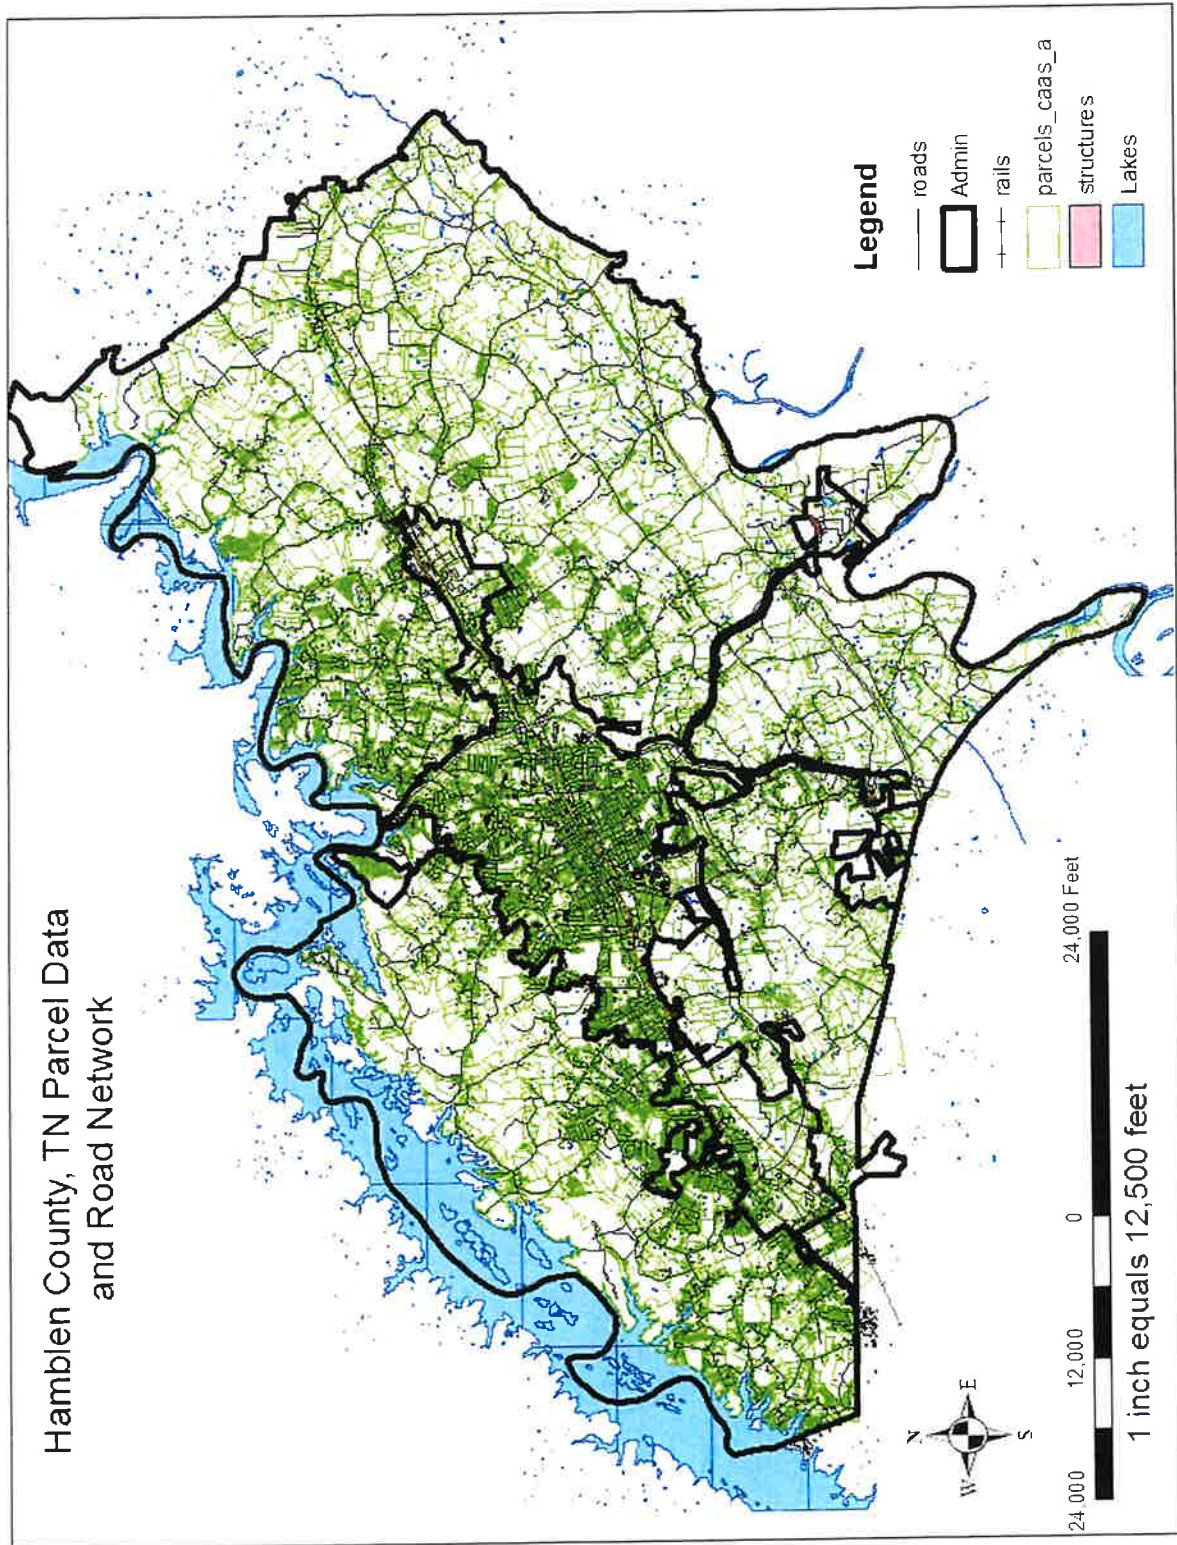 Hamblen County, TN Parcel Data
and Road Network
Legend
roads
Admin
rails
parcels_caas_a
structures
Lakes
N
W
E
S
24,000
12,000
0
24,000 Feet
1 inch equals 12,500 feet